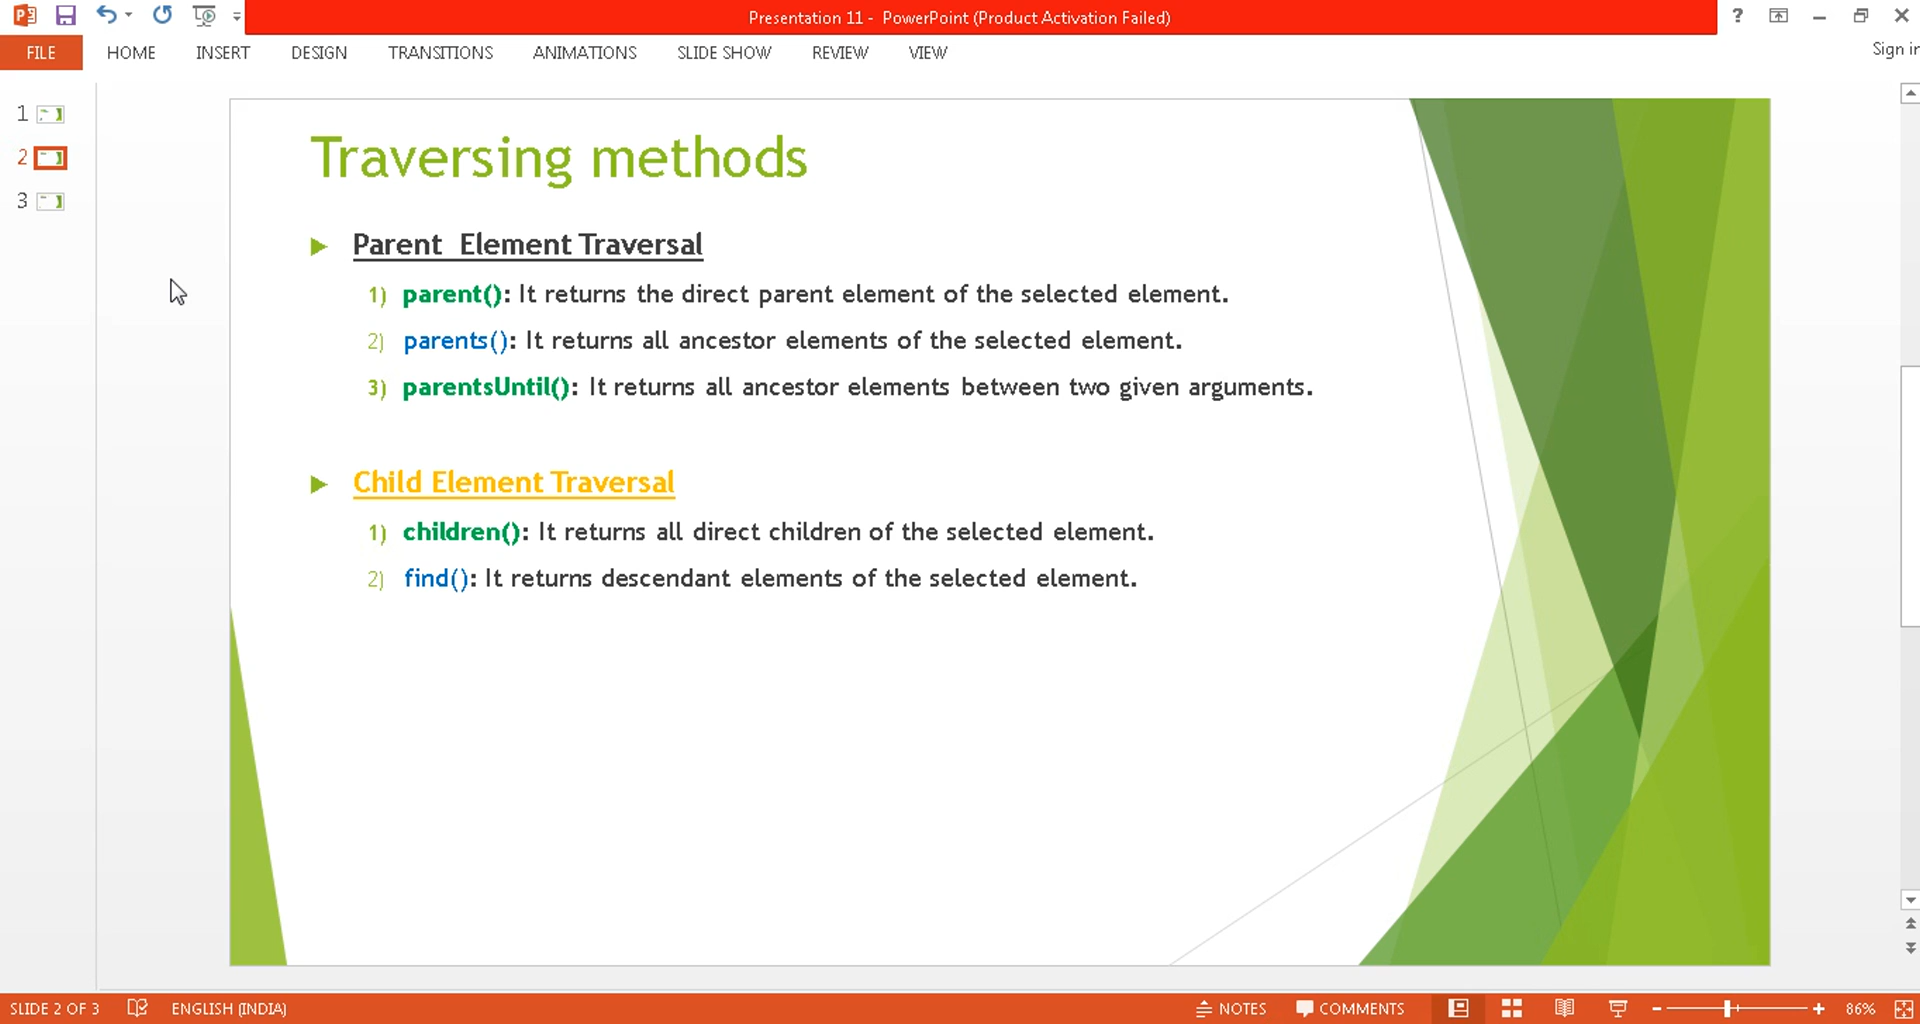 Presentation 11 - PowerPoint (Product Activation Failed)
?
FILE HOME INSERT DESIGN TRANSITIONS ANIMATIONS SLIDE SHOW REVIEW VIEW
Sign in
1
2
3
Traversing methods
Parent Element Traversal
1) parent(): It returns the direct parent element of the selected element.
2) parents(): It returns all ancestor elements of the selected element.
3) parentsUntil(): It returns all ancestor elements between two given arguments.
Child Element Traversal
1) children(): It returns all direct children of the selected element.
2) find(): It returns descendant elements of the selected element.
SLIDE 2 OF 3 ENGLISH (INDIA) NOTES COMMENTS 86%